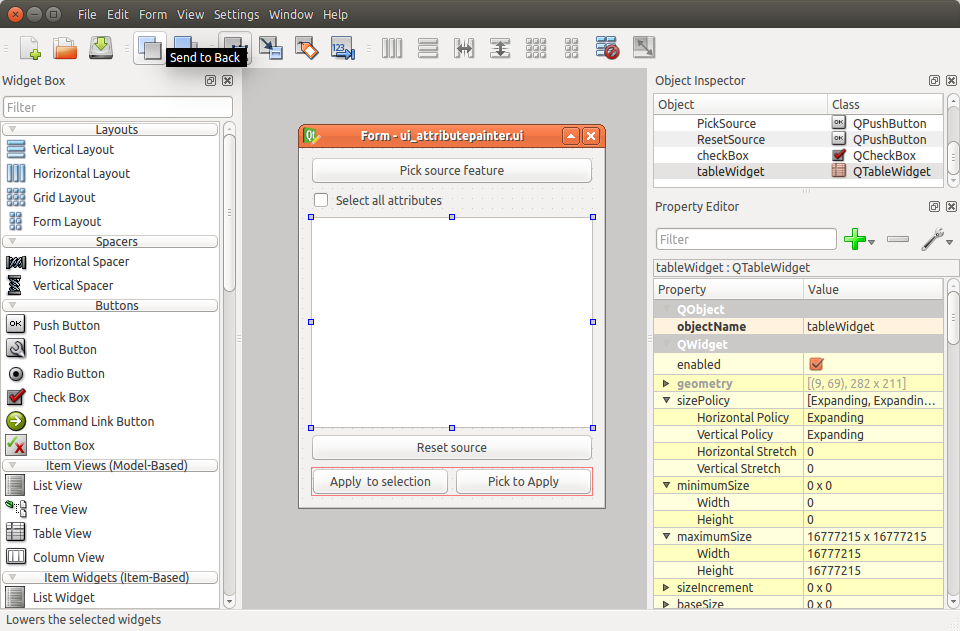 File Edit Form View Settings Window Help
Send to Back
Widget Box
Filter
Layouts
Vertical Layout
Horizontal Layout
Grid Layout
Form Layout
Spacers
Horizontal Spacer
Vertical Spacer
Buttons
OK Push Button
Tool Button
Radio Button
Check Box
Command Link Button
Button Box
Item Views (Model-Based)
List View
Tree View
Table View
Column View
Item Widgets (Item-Based)
List Widget
Lowers the selected widgets
123
Qt Form - ui_attributepainter.ui
Pick source feature
Select all attributes
Reset source
Apply to selection Pick to Apply
Object Inspector
Object Class
PickSource OK QPushButton
ResetSource OK QPushButton
checkBox QCheckBox
tableWidget QTableWidget
Property Editor
Filter
tableWidget : QTableWidget
Property Value
QObject
objectName tableWidget
QWidget
enabled
geometry [(9, 69), 282 x 211]
sizePolicy [Expanding, Expandin...
Horizontal Policy Expanding
Vertical Policy Expanding
Horizontal Stretch 0
Vertical Stretch 0
minimumSize 0 x 0
Width 0
Height 0
maximumSize 16777215 x 16777215
Width 16777215
Height 16777215
sizeIncrement 0 x 0
baseSize 0 x 0